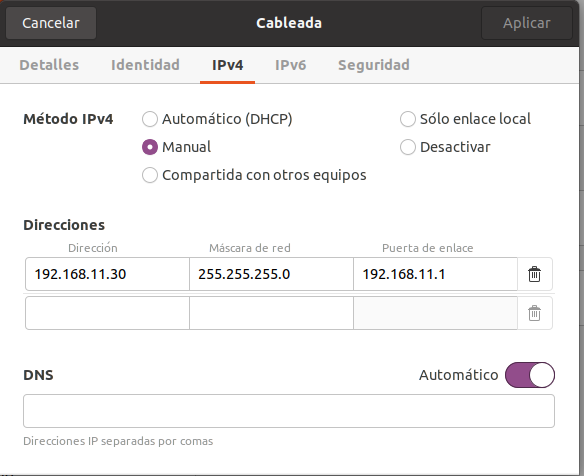 Cancelar Cableada Aplicar
Detalles Identidad IPv4 IPv6 Seguridad
Método IPv4 Automático (DHCP) Sólo enlace local
Manual Desactivar
Compartida con otros equipos
Direcciones
Dirección Máscara de red Puerta de enlace
192.168.11.30 255.255.255.0 192.168.11.1
DNS Automático
Direcciones IP separadas por comas